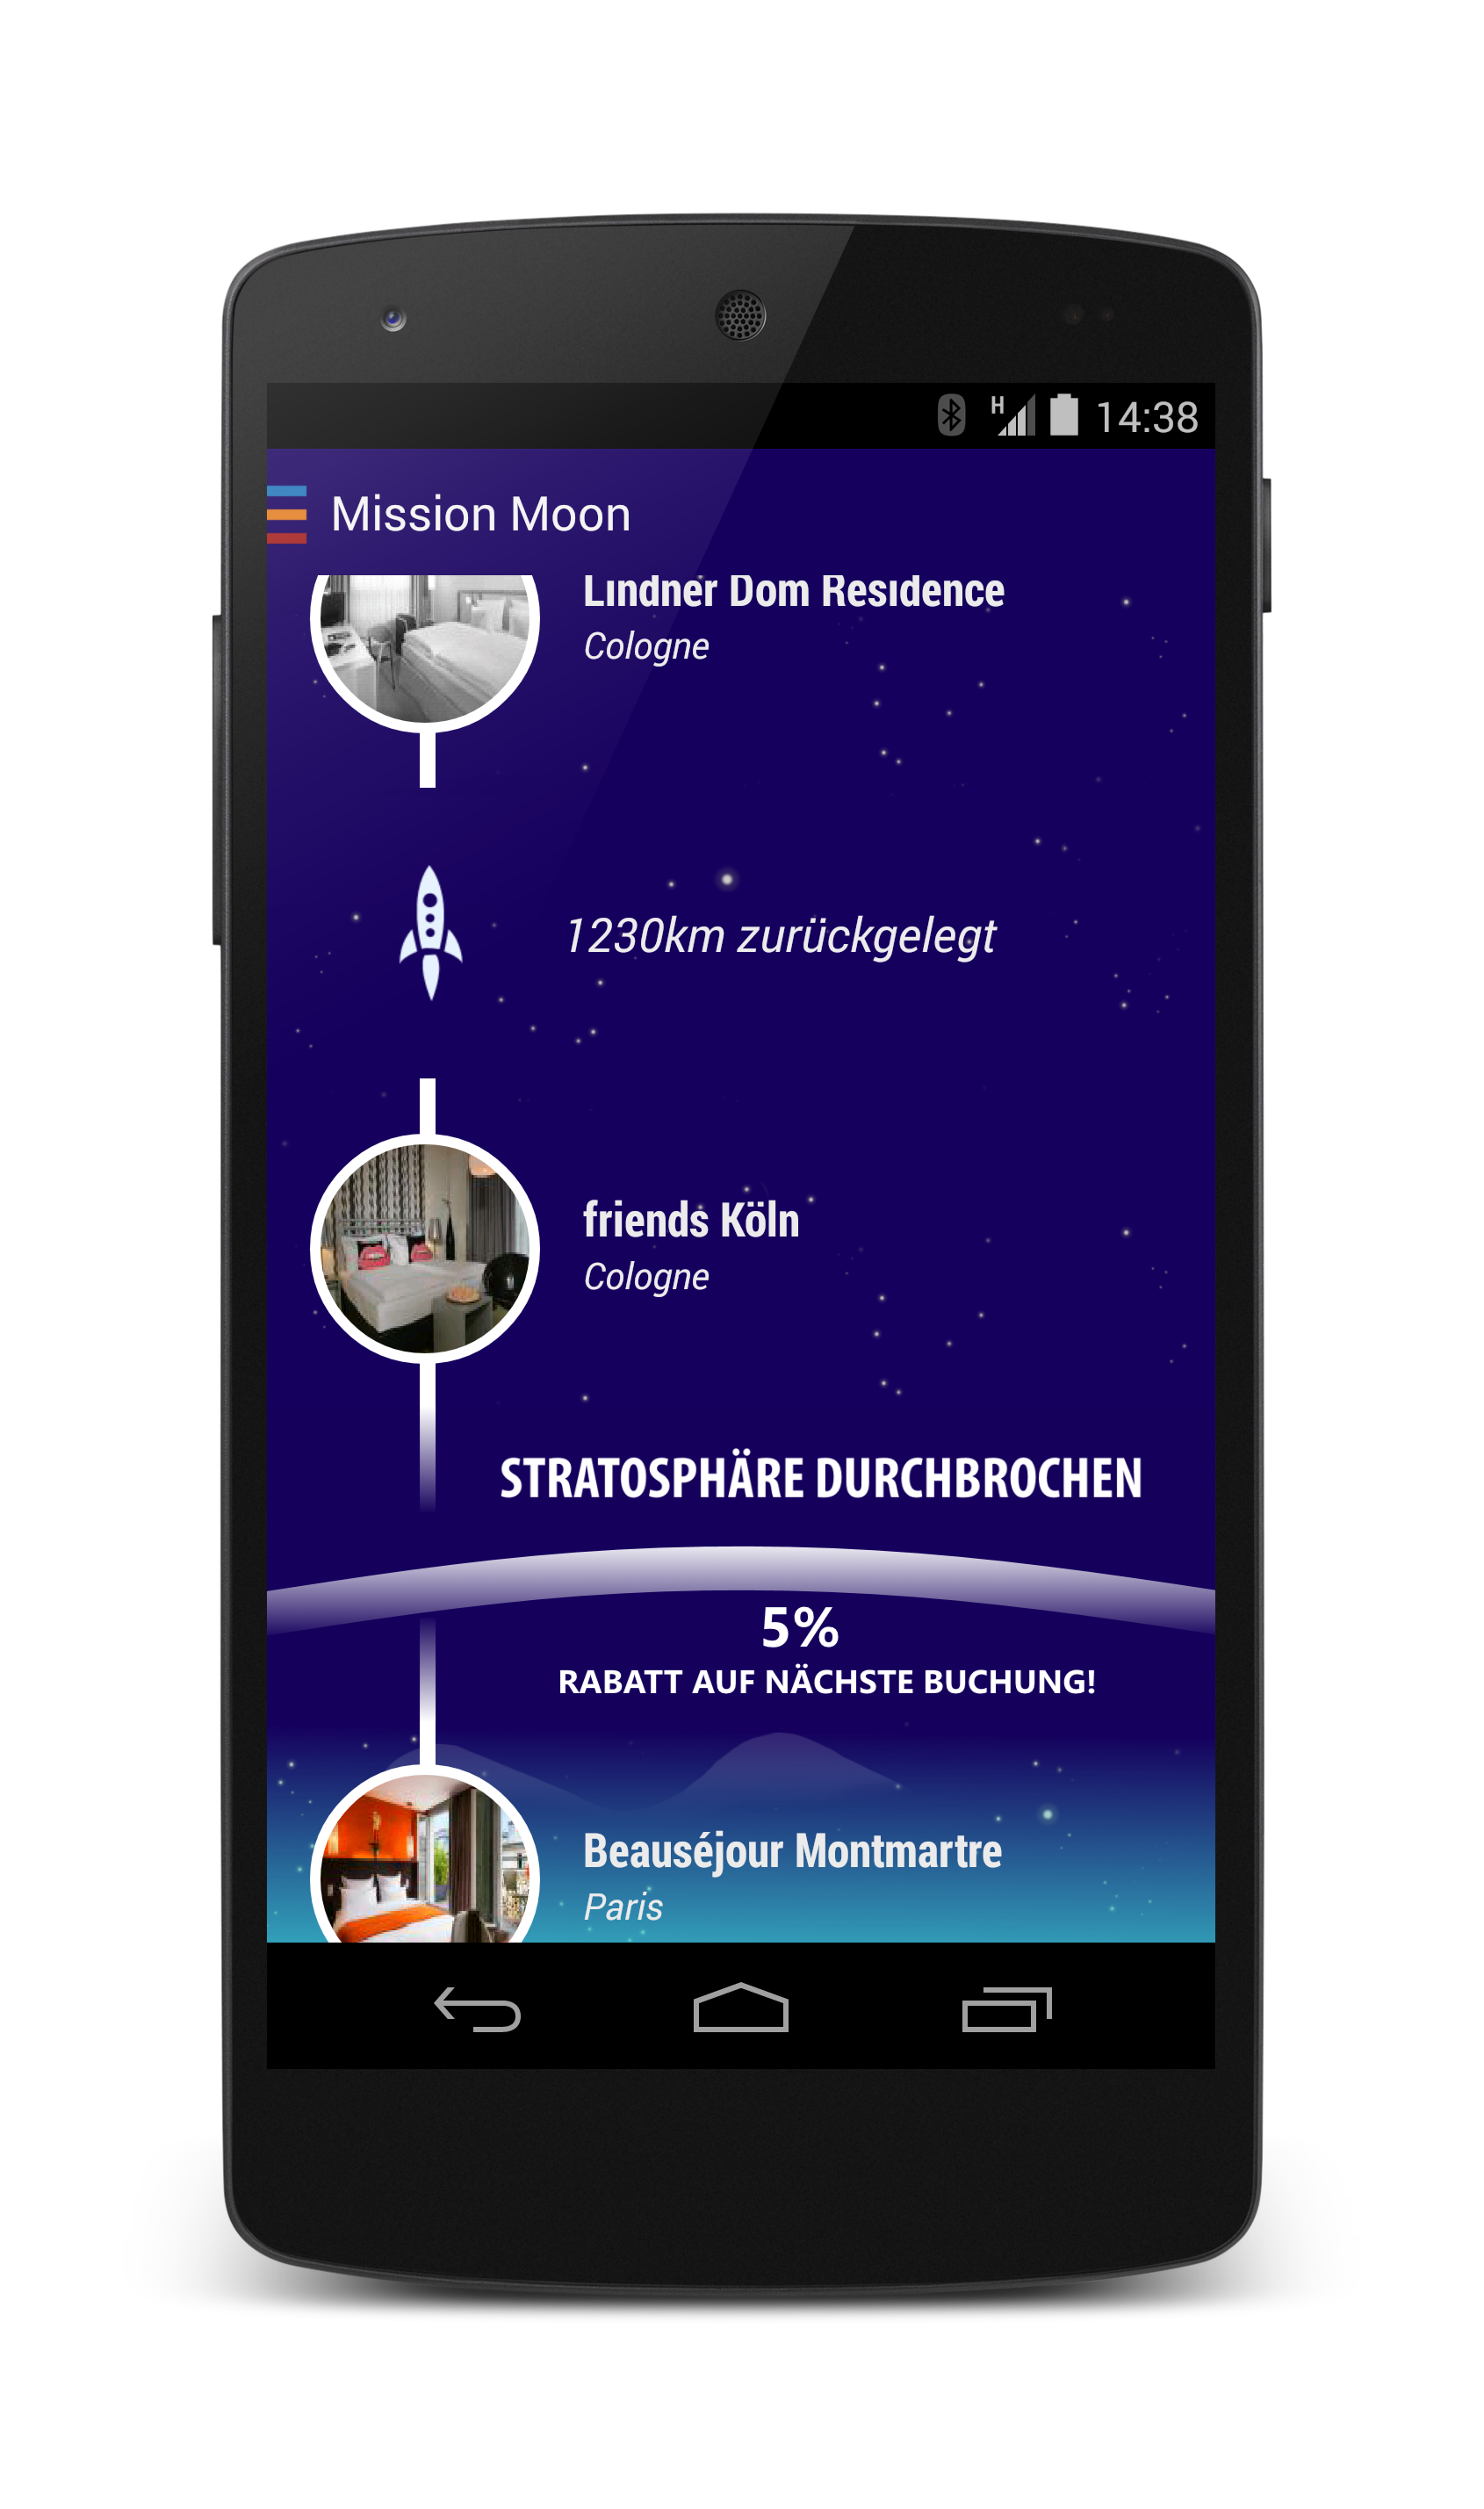 H
14:38
Mission Moon
Lindner Dom Residence
Cologne
1230km zurückgelegt
friends Köln
Cologne
STRATOSPHÄRE DURCHBROCHEN
5%
RABATT AUF NÄCHSTE BUCHUNG!
Beauséjour Montmartre
Paris